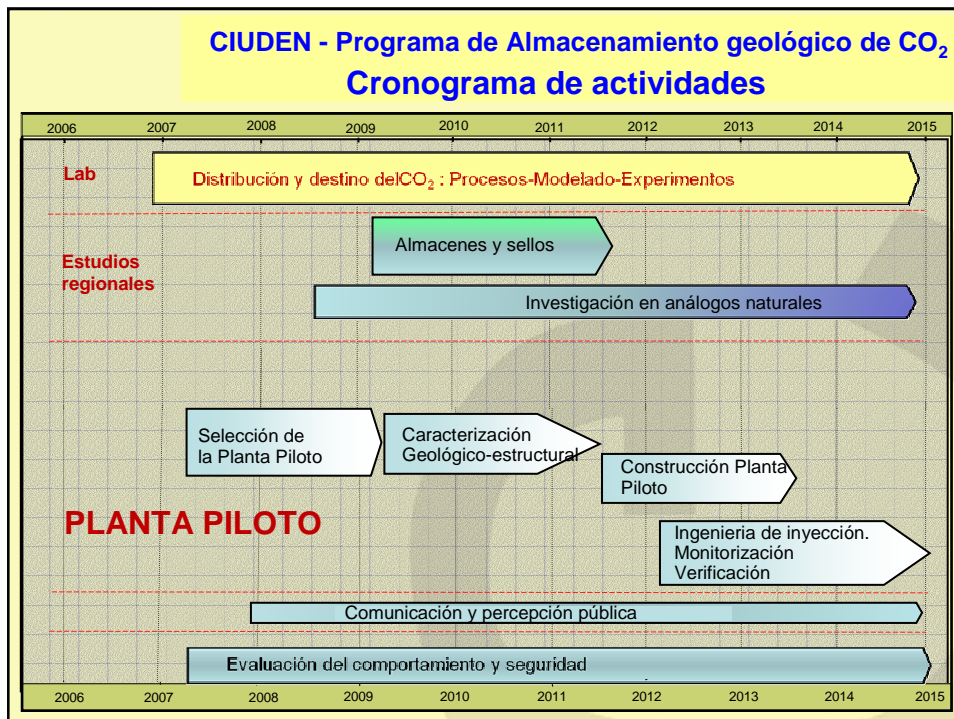 CIUDEN - Programa de Almacenamiento geológico de CO₂
Cronograma de actividades
2006 2007 2008 2009 2010 2011 2012 2013 2014 2015
Lab
Distribución y destino delCO₂ : Procesos-Modelado-Experimentos
Almacenes y sellos
Estudios
regionales
Investigación en análogos naturales
Selección de
la Planta Piloto
Caracterización
Geológico-estructural
Construcción Planta
Piloto
PLANTA PILOTO
Ingenieria de inyección.
Monitorización
Verificación
Comunicación y percepción pública
Evaluación del comportamiento y seguridad
2006 2007 2008 2009 2010 2011 2012 2013 2014 2015